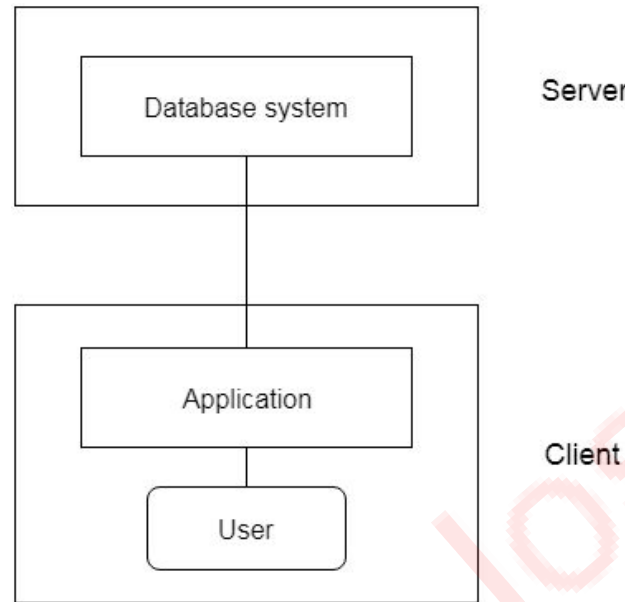 Database system
Server
Application
Client
User